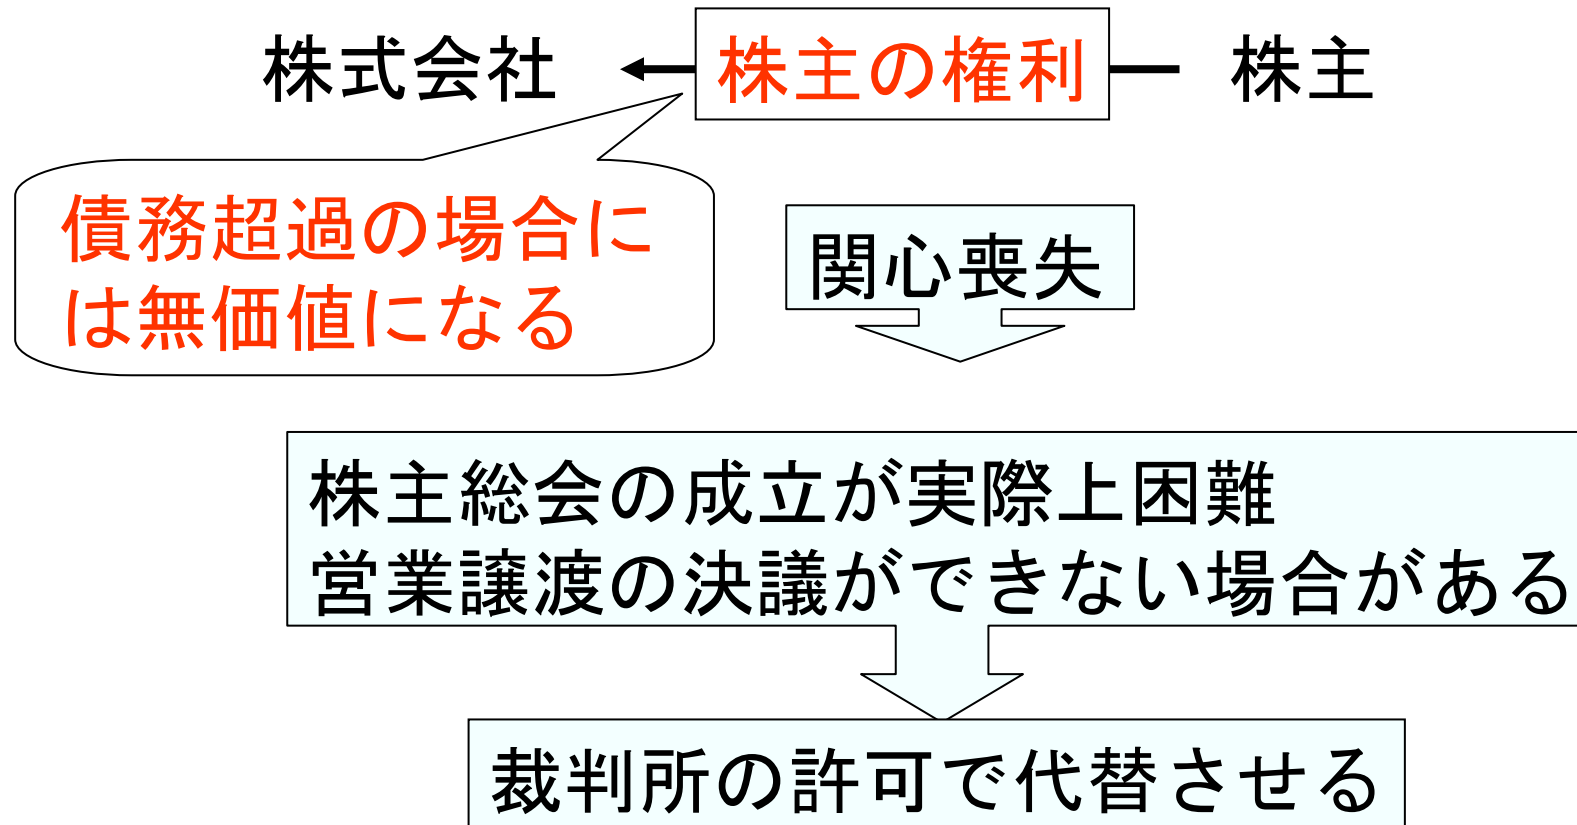 株式会社 株主の権利 株主
債務超過の場合に
は無価値になる
関心喪失
株主総会の成立が実際上困難
営業譲渡の決議ができない場合がある
裁判所の許可で代替させる